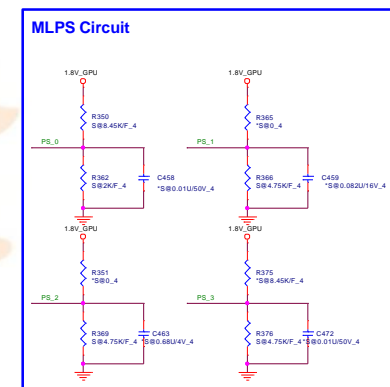 MLPS Circuit
1.8V_GPU
R350
S@8.45K/F_4
PS_0
R362
S@2K/F_4
C458
*S@0.01U/50V_4
1.8V_GPU
R365
*S@0_4
PS_1
R366
S@4.75K/F_4
C459
*S@0.082U/16V_4
1.8V_GPU
R351
*S@0_4
PS_2
R369
S@4.75K/F_4
C463
*S@0.68U/4V_4
1.8V_GPU
R375
*S@8.45K/F_4
PS_3
R376
S@4.75K/F_4
C472
*S@0.01U/50V_4